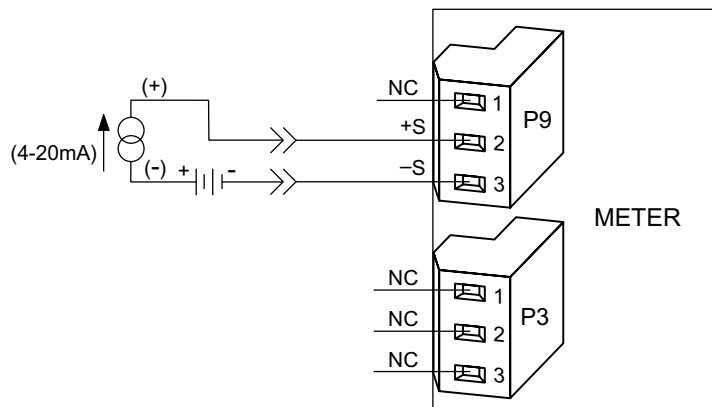 (+)
(4-20mA)
(-)
+ -
NC
1
+S
2
–S
3
P9
METER
NC
1
NC
2
NC
3
P3